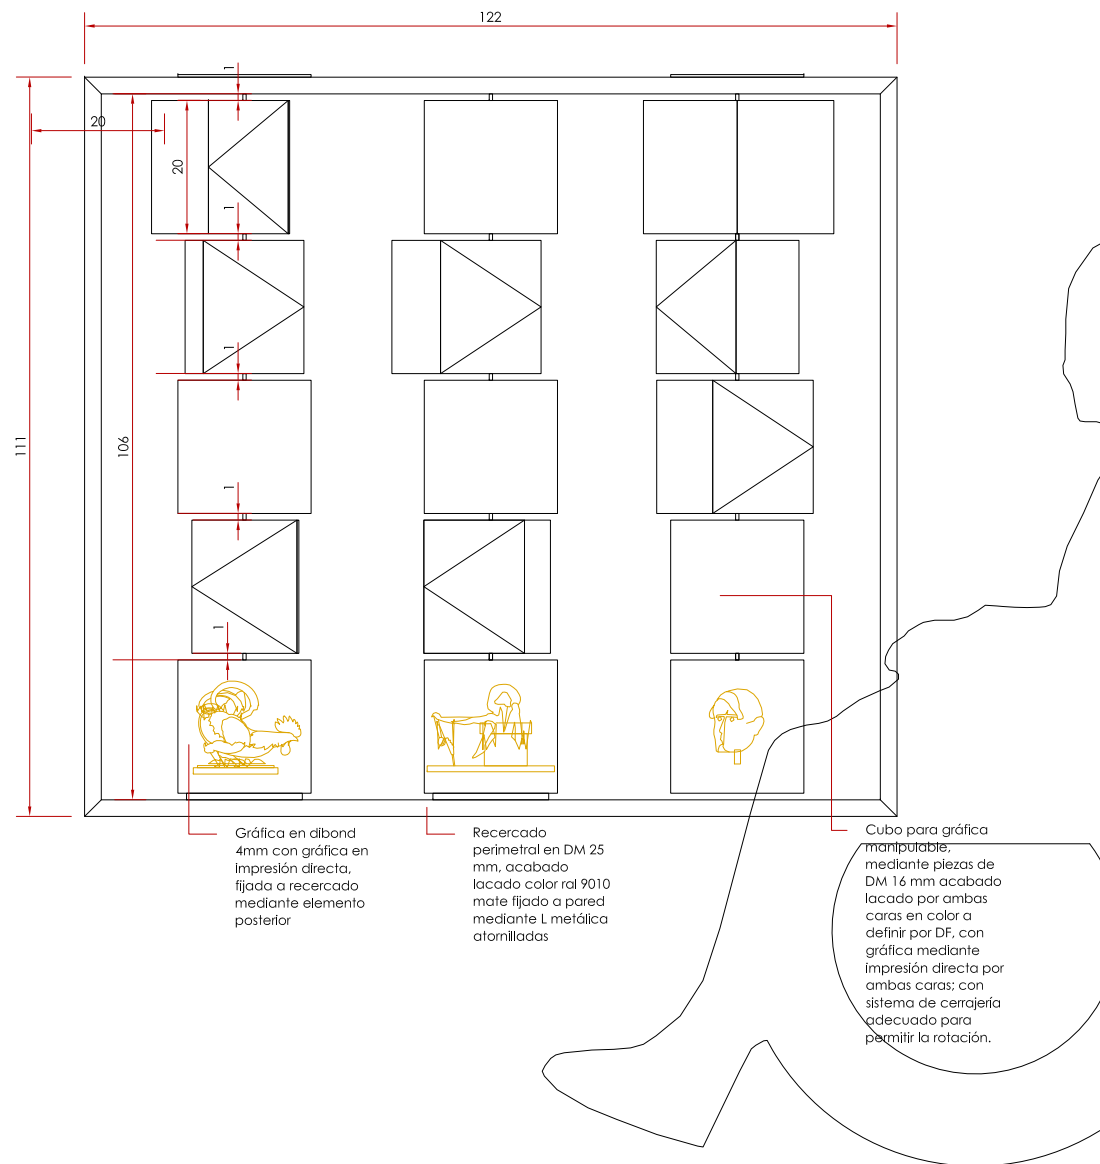 122
1
20
20
1
1
111
106
1
1
Gráfica en dibond
4mm con gráfica en
impresión directa,
fijada a recercado
mediante elemento
posterior
Recercado
perimetral en DM 25
mm, acabado
lacado color ral 9010
mate fijado a pared
mediante L metálica
atornilladas
Cubo para gráfica
manipulable,
mediante piezas de
DM 16 mm acabado
lacado por ambas
caras en color a
definir por DF, con
gráfica mediante
impresión directa por
ambas caras; con
sistema de cerrajería
adecuado para
permitir la rotación.